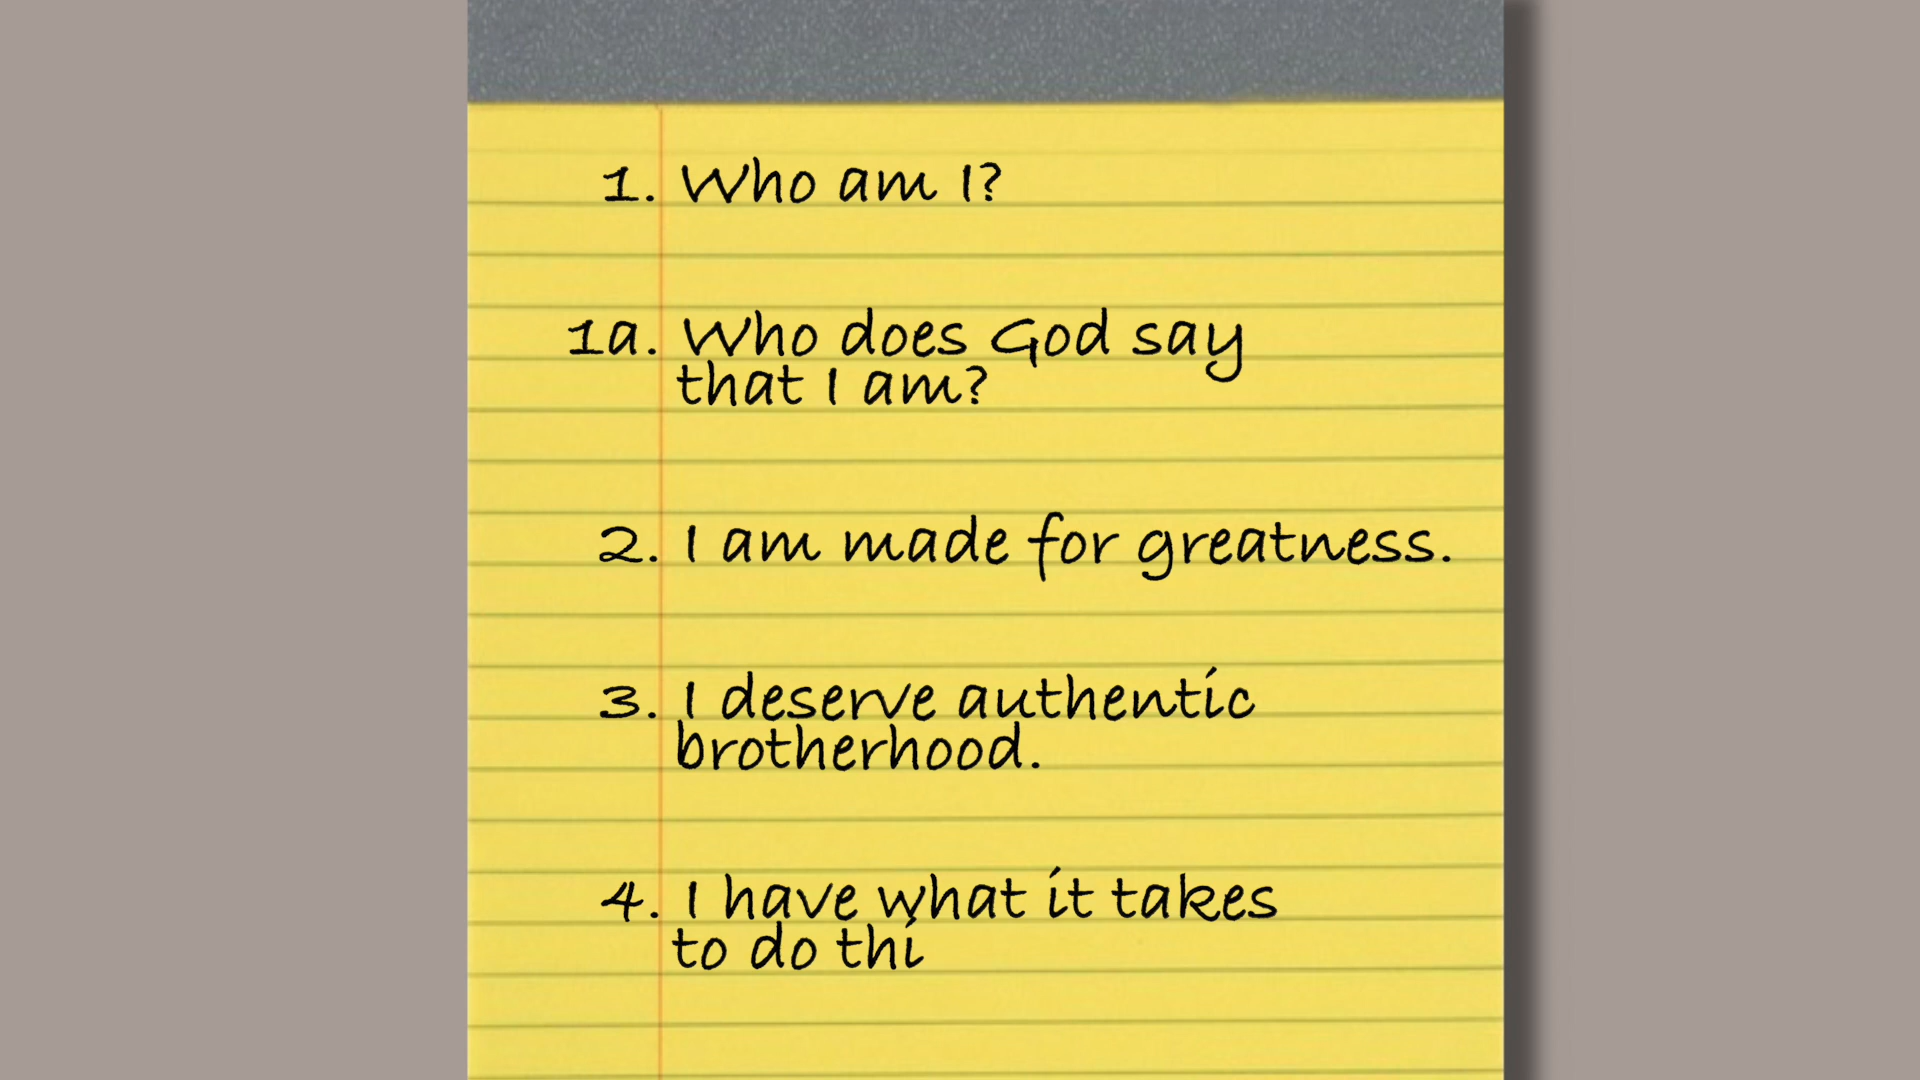 1. Who am I?
1a. Who does God say
that I am?
2. I am made for greatness.
3. I deserve authentic
brotherhood.
4. I have what it takes
to do thi